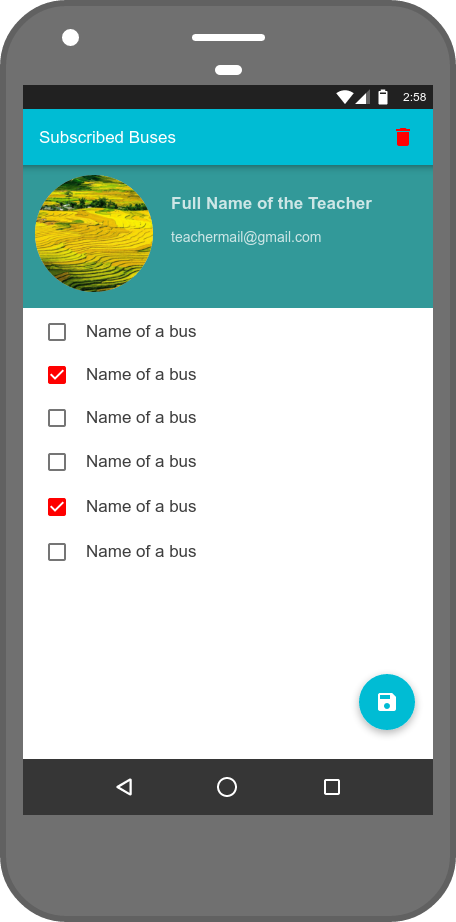 2:58
Subscribed Buses
Full Name of the Teacher
teachermail@gmail.com
Name of a bus
Name of a bus
Name of a bus
Name of a bus
Name of a bus
Name of a bus